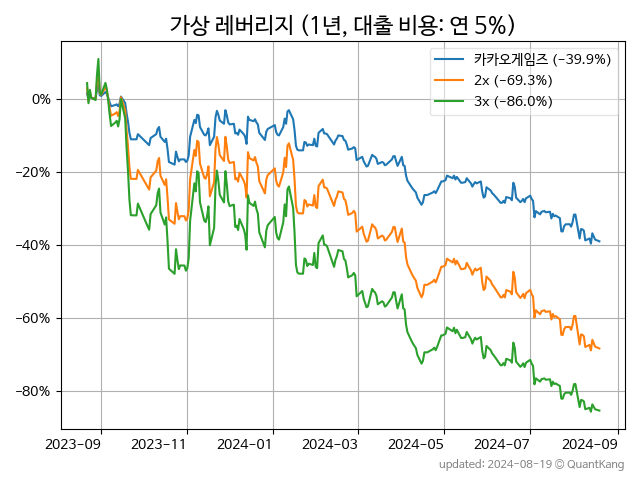 가상 레버리지 (1년, 대출 비용: 연 5%)
카카오게임즈 (−39.9%)
2x (−69.3%)
3x (−86.0%)
0%
−20%
−40%
−60%
−80%
2023-09 2023-11 2024-01 2024-03 2024-05 2024-07 2024-09
updated: 2024-08-19 © QuantKang